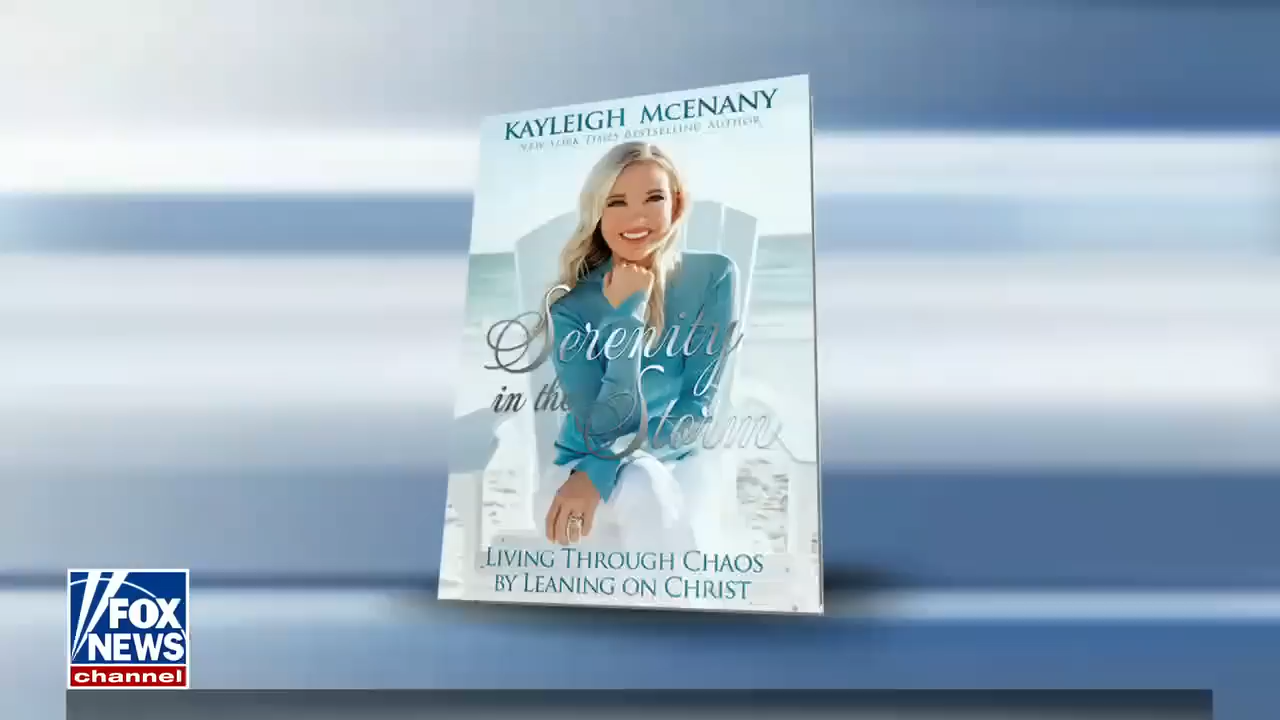 KAYLEIGH MCENANY
NEW YORK TIMES BESTSELLING AUTHOR
Serenity
in the Storm
LIVING THROUGH CHAOS
BY LEANING ON CHRIST
FOX
NEWS
channel